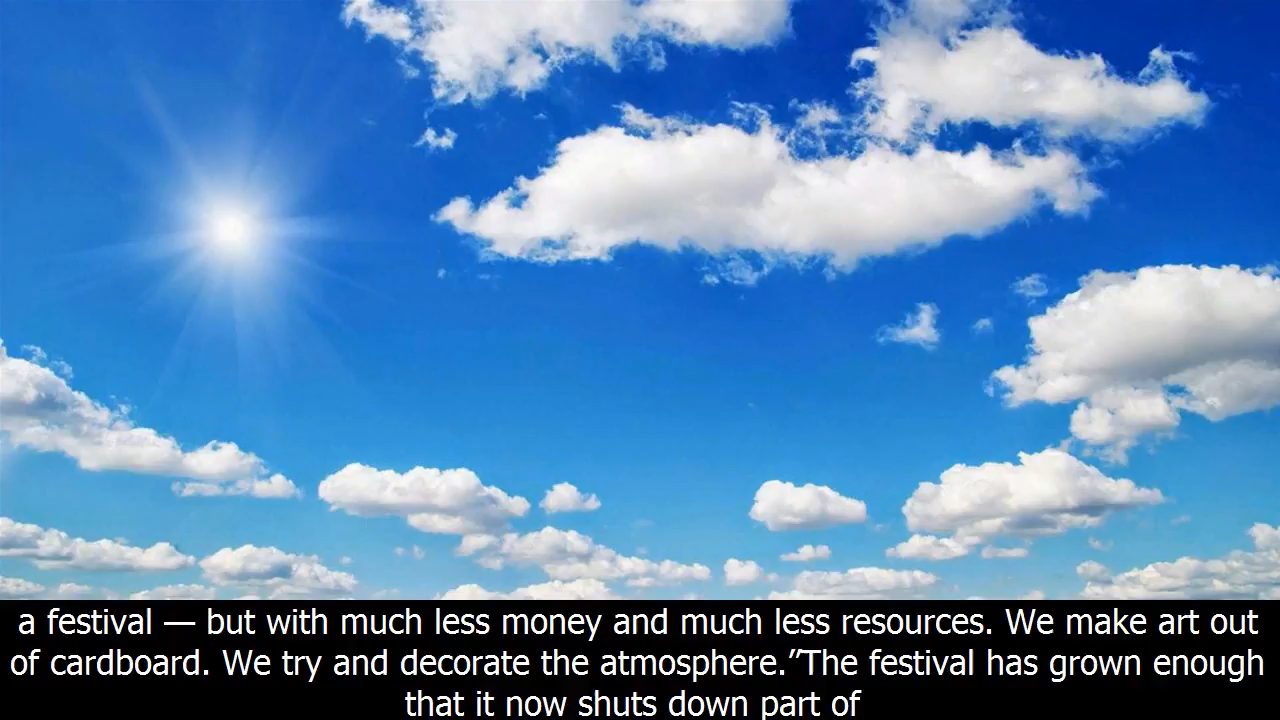 a festival — but with much less money and much less resources. We make art out
of cardboard. We try and decorate the atmosphere.”The festival has grown enough
that it now shuts down part of